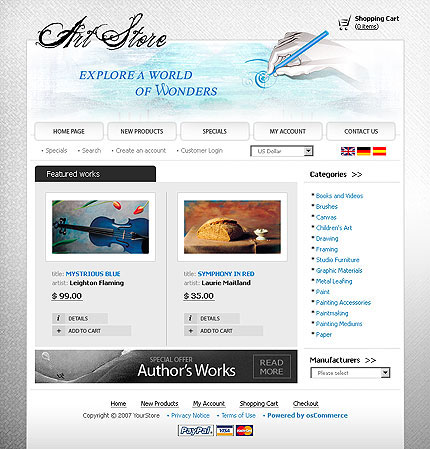 Art Store
Shopping Cart
(0 items)
EXPLORE A WORLD
OF WONDERS
HOME PAGE
NEW PRODUCTS
SPECIALS
MY ACCOUNT
CONTACT US
• Specials • Search • Create an account • Customer Login
US Dollar
Featured works
title: MYSTRIOUS BLUE
artist: Leighton Flaming
$ 99.00
i DETAILS
+ ADD TO CART
title: SYMPHONY IN RED
artist: Laurie Maitland
$ 35.00
i DETAILS
+ ADD TO CART
SPECIAL OFFER
Author's Works
READ
MORE
Categories >>
Books and Videos
Brushes
Canvas
Children's Art
Drawing
Framing
Studio Furniture
Graphic Materials
Metal Leafing
Paint
Painting Accessories
Paintmaking
Painting Mediums
Paper
Manufacturers >>
Please select
Home New Products My Account Shopping Cart Checkout
Copyright © 2007 YourStore • Privacy Notice • Terms of Use • Powered by osCommerce
PayPal VISA MasterCard